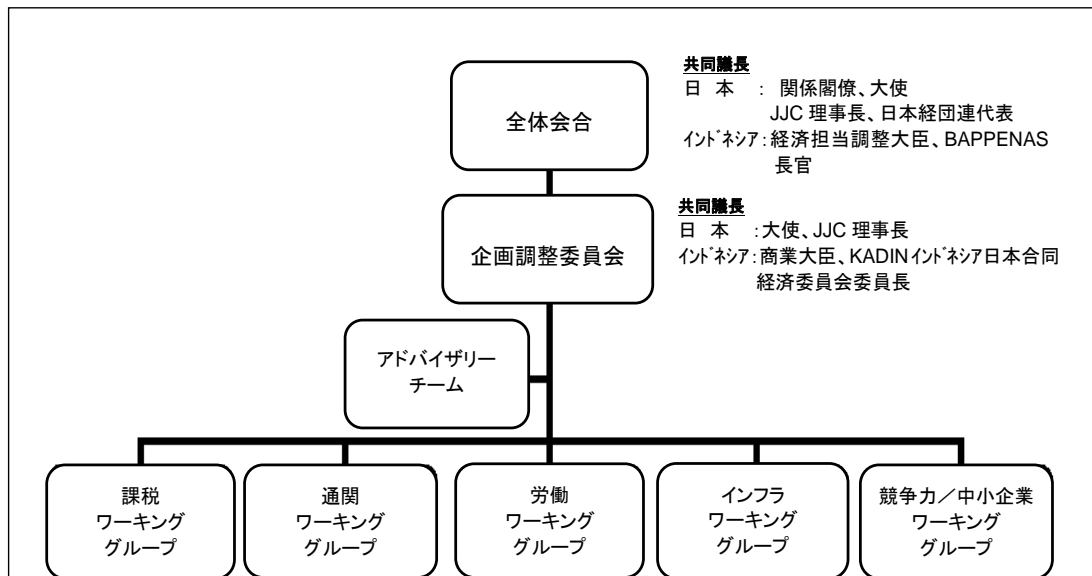 全体会合
共同議長
日 本 : 関係閣僚、大使
JJC 理事長、日本経団連代表
インドネシア:経済担当調整大臣、BAPPENAS
長官
企画調整委員会
共同議長
日 本 :大使、JJC 理事長
インドネシア:商業大臣、KADINインドネシア日本合同
経済委員会委員長
アドバイザリー
チーム
課税
ワーキング
グループ
通関
ワーキング
グループ
労働
ワーキング
グループ
インフラ
ワーキング
グループ
競争力/中小企業
ワーキング
グループ